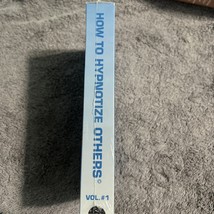 HOW TO HYPNOTIZE OTHERS©
VOL. #1